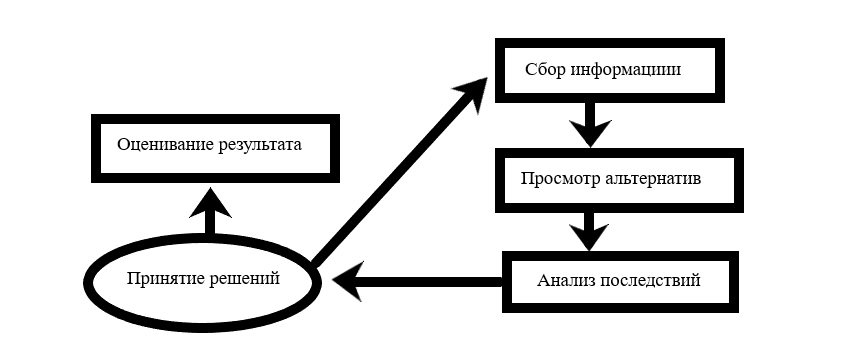 Сбор информациии
Оценивание результата
Просмотр альтернатив
Принятие решений
Анализ последствий